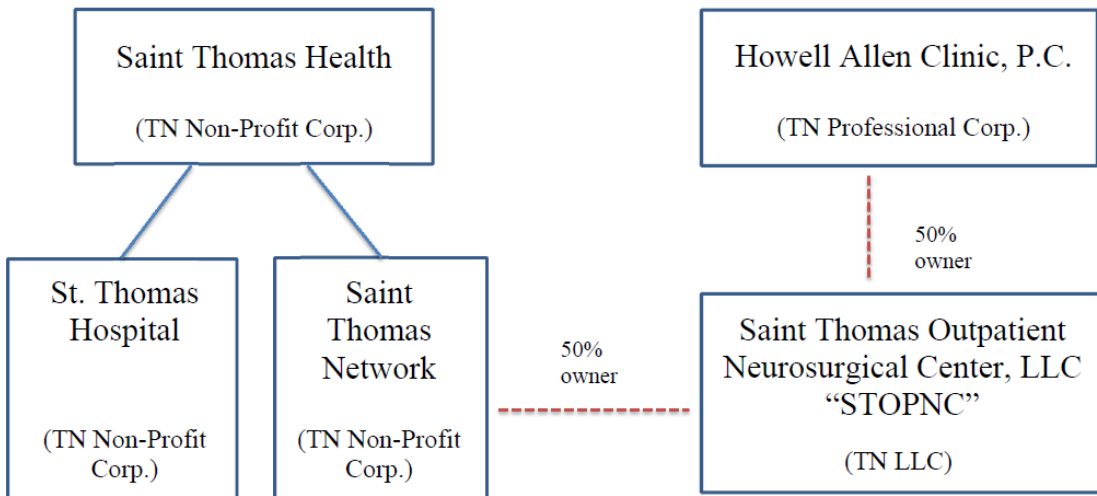 Saint Thomas Health
(TN Non-Profit Corp.)
Howell Allen Clinic, P.C.
(TN Professional Corp.)
50%
owner
St. Thomas
Hospital
(TN Non-Profit
Corp.)
Saint
Thomas
Network
(TN Non-Profit
Corp.)
50%
owner
Saint Thomas Outpatient
Neurosurgical Center, LLC
“STOPNC”
(TN LLC)